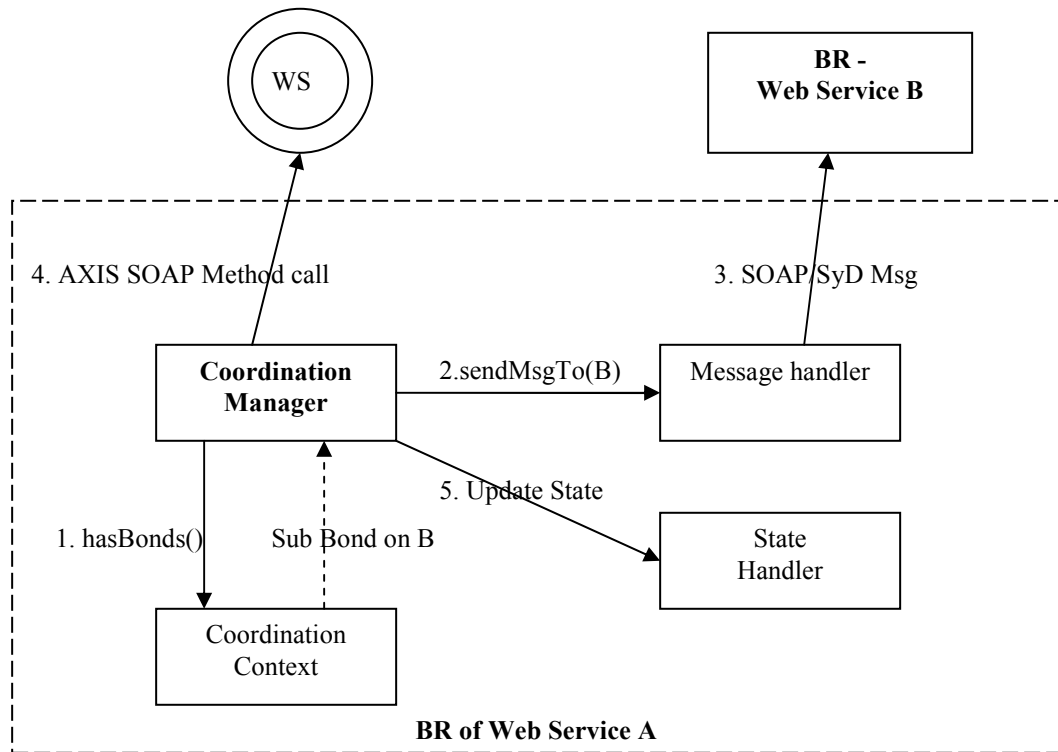 WS
BR -
Web Service B
4. AXIS SOAP Method call
3. SOAP/SyD Msg
Coordination
Manager
2.sendMsgTo(B)
Message handler
5. Update State
1. hasBonds()
Sub Bond on B
State
Handler
Coordination
Context
BR of Web Service A